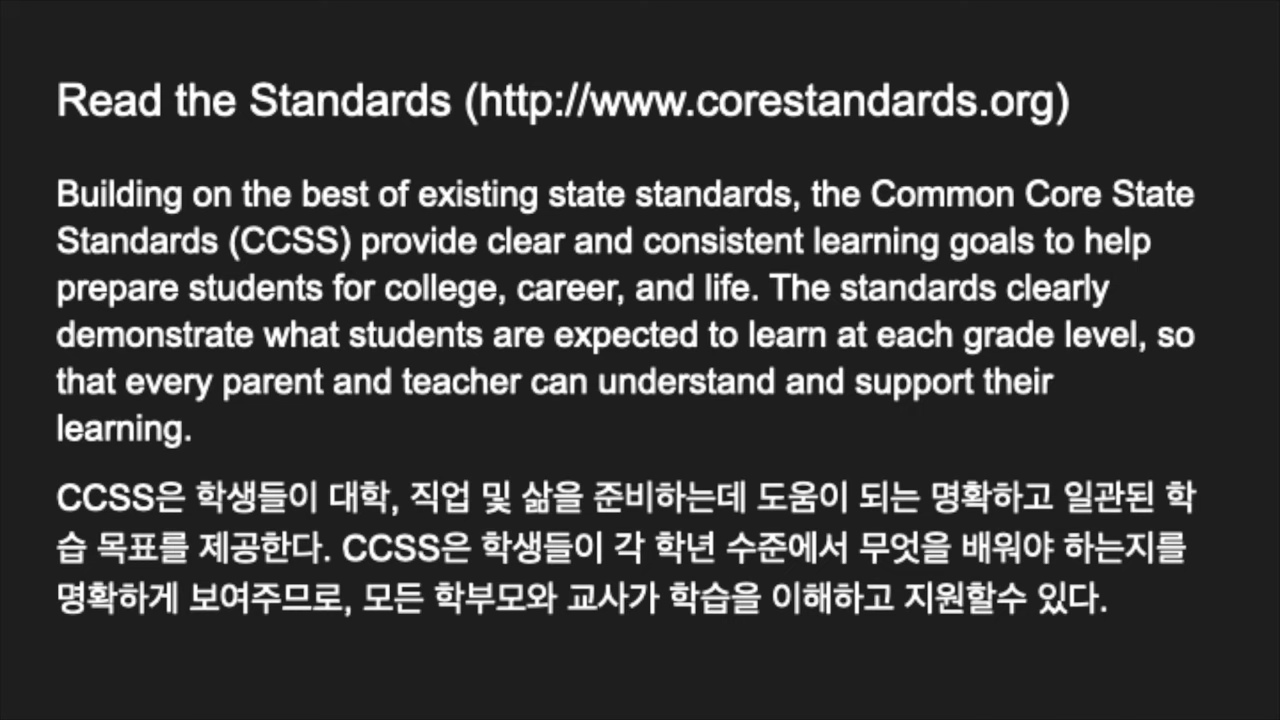 Read the Standards (http://www.corestandards.org)
Building on the best of existing state standards, the Common Core State
Standards (CCSS) provide clear and consistent learning goals to help
prepare students for college, career, and life. The standards clearly
demonstrate what students are expected to learn at each grade level, so
that every parent and teacher can understand and support their
learning.
CCSS은 학생들이 대학, 직업 및 삶을 준비하는데 도움이 되는 명확하고 일관된 학
습 목표를 제공한다. CCSS은 학생들이 각 학년 수준에서 무엇을 배워야 하는지를
명확하게 보여주므로, 모든 학부모와 교사가 학습을 이해하고 지원할수 있다.